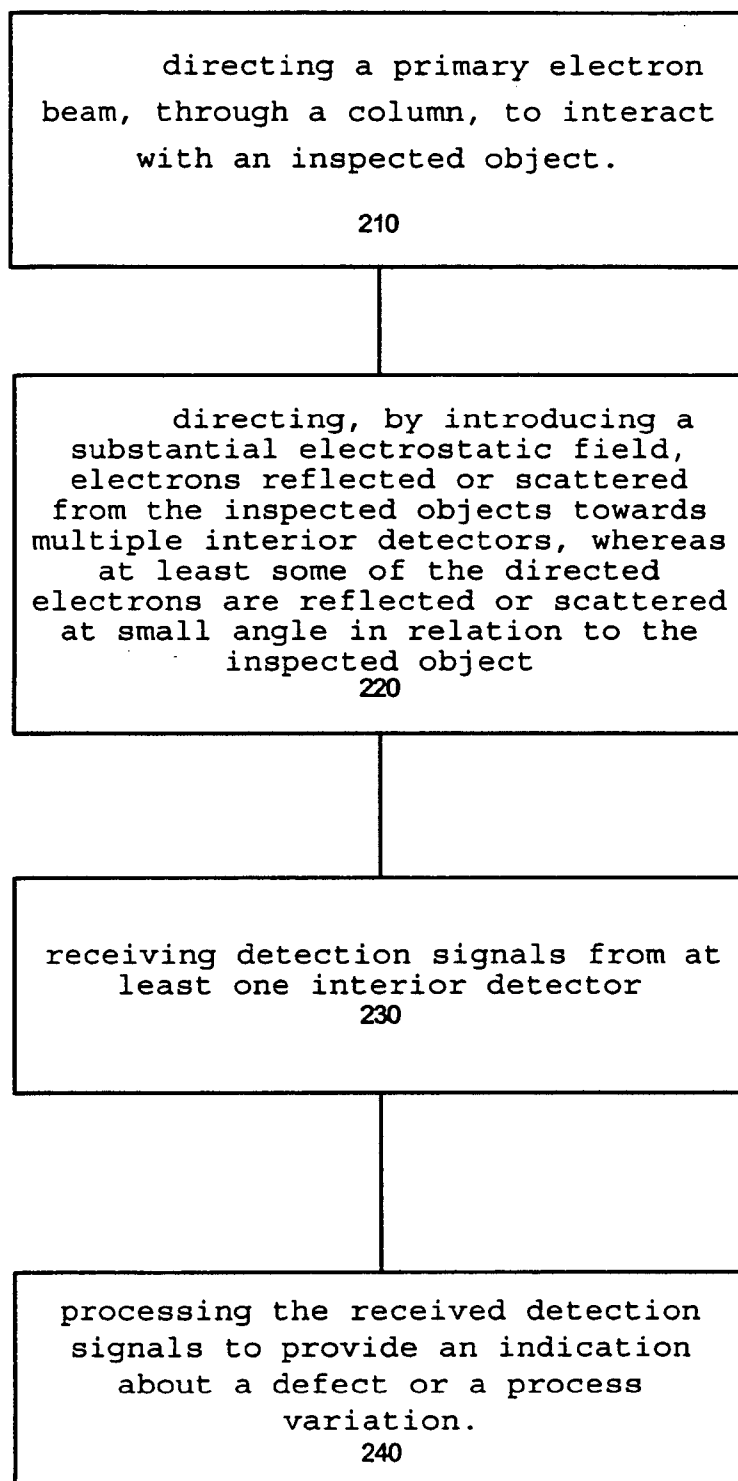 directing a primary electron
beam, through a column, to interact
with an inspected object.
210
directing, by introducing a
substantial electrostatic field,
electrons reflected or scattered
from the inspected objects towards
multiple interior detectors, whereas
at least some of the directed
electrons are reflected or scattered
at small angle in relation to the
inspected object
220
receiving detection signals from at
least one interior detector
230
processing the received detection
signals to provide an indication
about a defect or a process
variation.
240